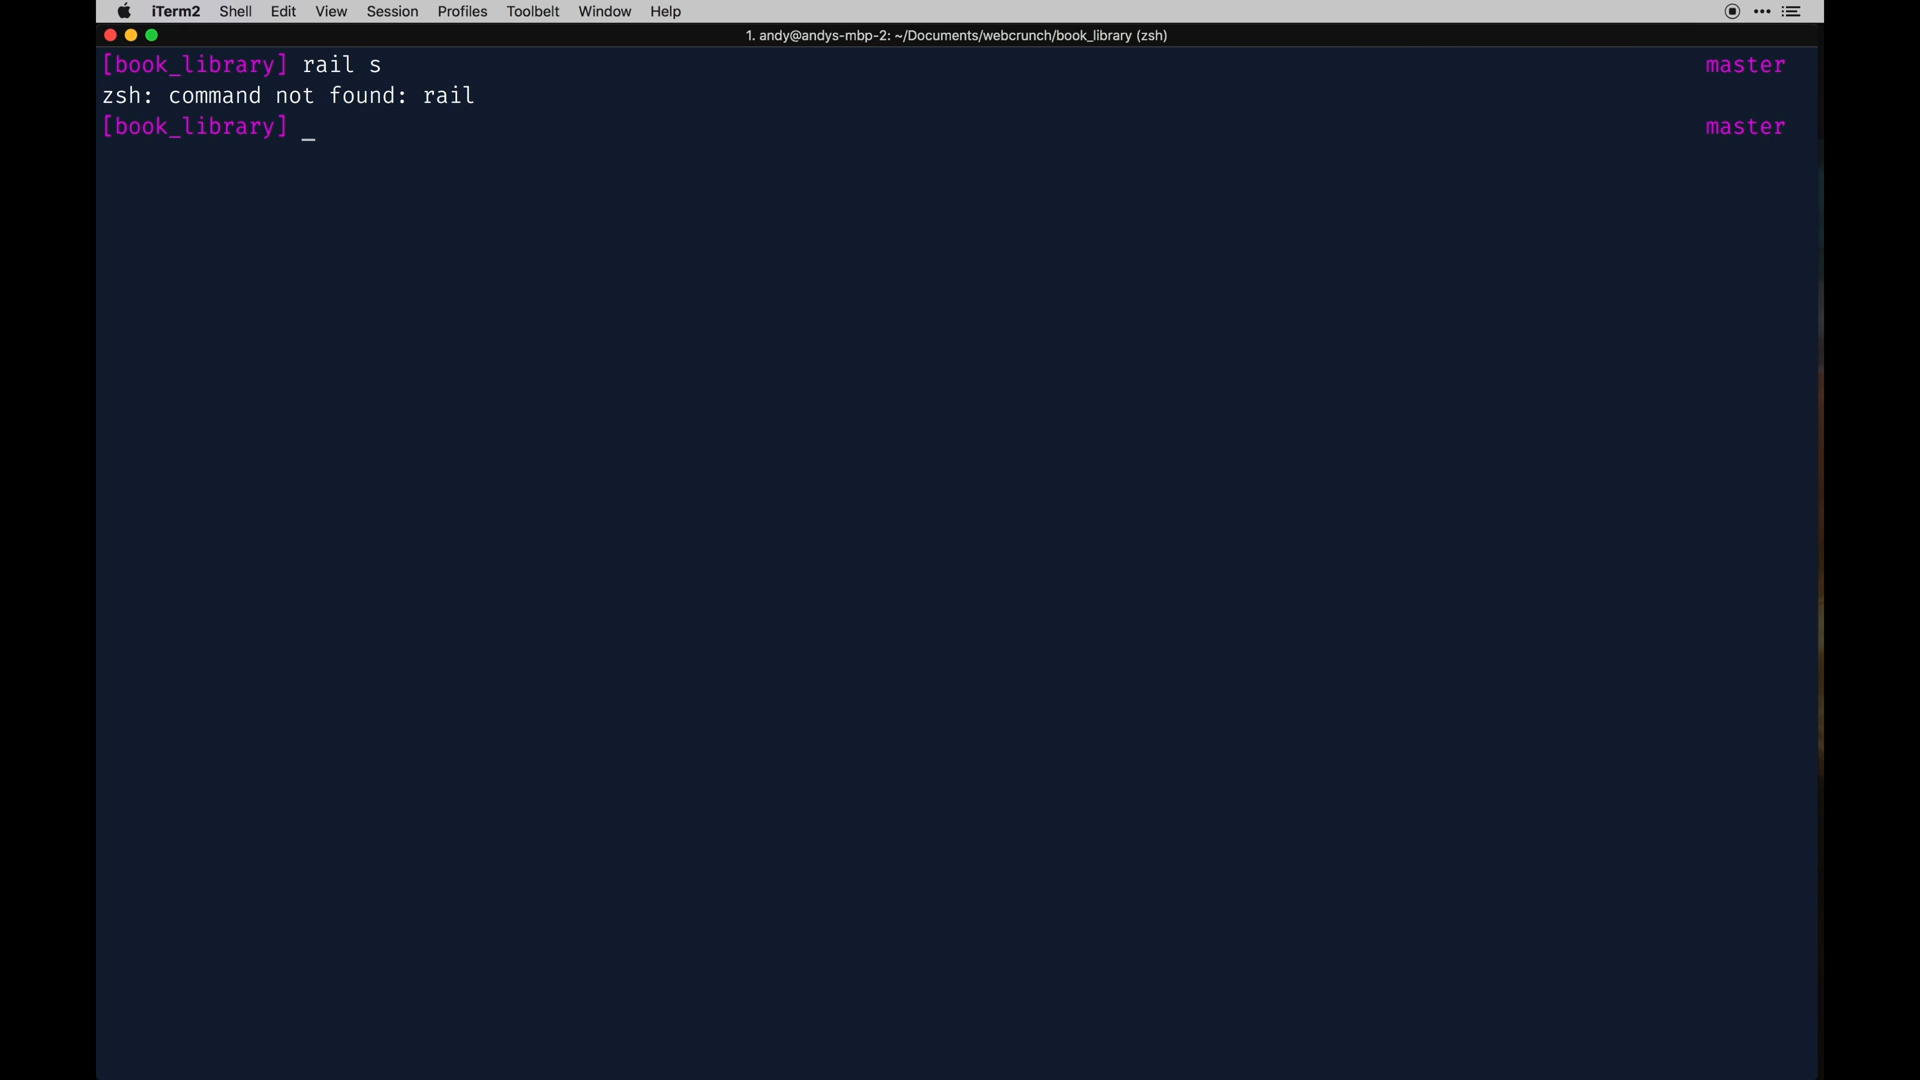 iTerm2 Shell Edit View Session Profiles Toolbelt Window Help
1. andy@andys-mbp-2: ~/Documents/webcrunch/book_library (zsh)
[book_library] rail s master
zsh: command not found: rail
[book_library] _ master